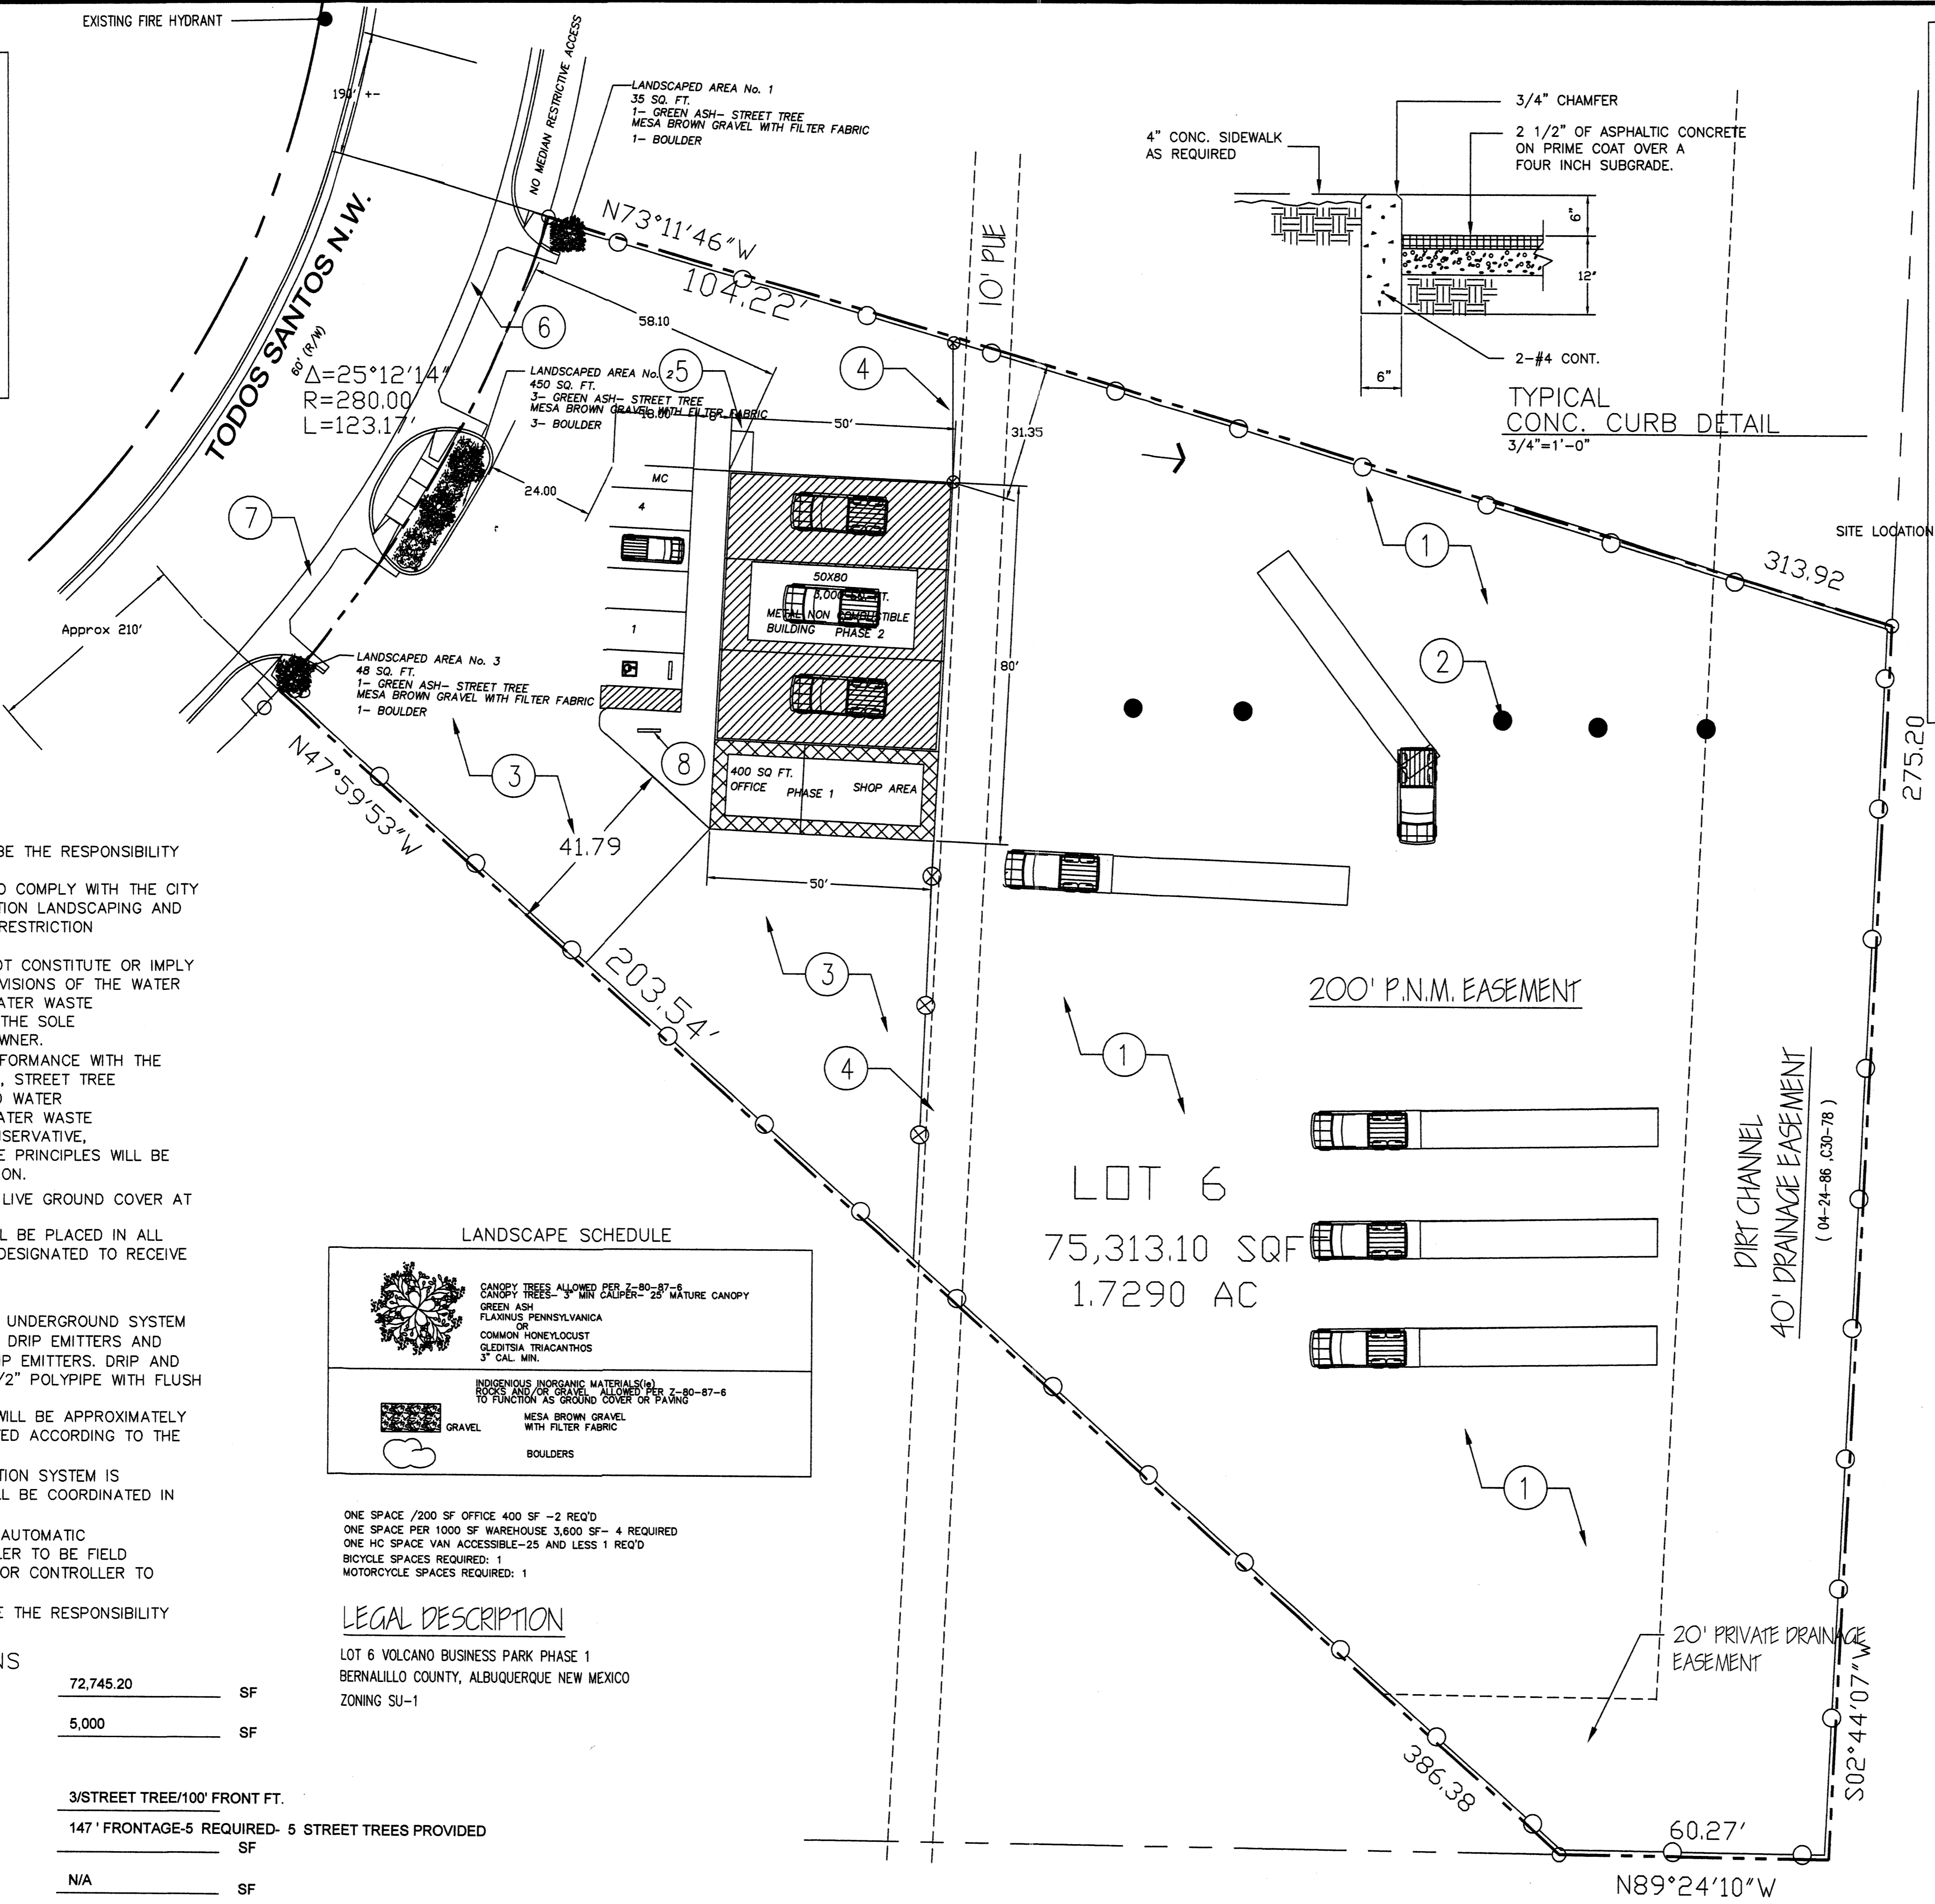 EXISTING FIRE HYDRANT
190' +-
NO MEDIAN RESTRICTIVE ACCESS
LANDSCAPED AREA No. 1
35 SQ. FT.
1- GREEN ASH- STREET TREE
MESA BROWN GRAVEL WITH FILTER FABRIC
1- BOULDER
TODOS SANTOS N.W.
60' (R/W)
Δ=25°12'14"
R=280.00
L=123.17'
N73°11'46"W
104.22'
10' PUE
4" CONC. SIDEWALK
AS REQUIRED
3/4" CHAMFER
2 1/2" OF ASPHALTIC CONCRETE
ON PRIME COAT OVER A
FOUR INCH SUBGRADE.
6"
12"
2-#4 CONT.
6"
TYPICAL
CONC. CURB DETAIL
3/4"=1'-0"
58.10
6
5
4
LANDSCAPED AREA No. 2
450 SQ. FT.
3- GREEN ASH- STREET TREE
MESA BROWN GRAVEL WITH FILTER FABRIC
3- BOULDER
18.00
6'
50'
31.35
24.00
7
MC
4
1
50X80
3,000 SQ. FT.
METAL NON COMBUSTIBLE
BUILDING PHASE 2
80'
1
2
SITE LOCATION
313.92
275.20
Approx 210'
LANDSCAPED AREA No. 3
48 SQ. FT.
1- GREEN ASH- STREET TREE
MESA BROWN GRAVEL WITH FILTER FABRIC
1- BOULDER
N47°59'53"W
3
8
400 SQ FT.
OFFICE
PHASE 1
SHOP AREA
41.79
50'
203.54'
3
4
1
200' P.N.M. EASEMENT
LOT 6
75,313.10 SQF
1.7290 AC
DIRT CHANNEL
40' DRAINAGE EASEMENT
( 04-24-86 ,C30-78 )
1
20' PRIVATE DRAINAGE
EASEMENT
S02°44'07"W
386.38
60.27'
N89°24'10"W
BE THE RESPONSIBILITY
O COMPLY WITH THE CITY
TION LANDSCAPING AND
RESTRICTION
OT CONSTITUTE OR IMPLY
VISIONS OF THE WATER
ATER WASTE
THE SOLE
WNER.
FORMANCE WITH THE
, STREET TREE
D WATER
ATER WASTE
NSERVATIVE,
E PRINCIPLES WILL BE
ON.
LIVE GROUND COVER AT
L BE PLACED IN ALL
DESIGNATED TO RECEIVE
UNDERGROUND SYSTEM
DRIP EMITTERS AND
P EMITTERS. DRIP AND
/2" POLYPIPE WITH FLUSH
WILL BE APPROXIMATELY
ED ACCORDING TO THE
TION SYSTEM IS
LL BE COORDINATED IN
AUTOMATIC
LER TO BE FIELD
OR CONTROLLER TO
E THE RESPONSIBILITY
NS
72,745.20 SF
5,000 SF
3/STREET TREE/100' FRONT FT.
147 ' FRONTAGE-5 REQUIRED- 5 STREET TREES PROVIDED
SF
N/A SF
LANDSCAPE SCHEDULE
CANOPY TREES ALLOWED PER Z-80-87-6
CANOPY TREES- 3" MIN CALIPER- 25' MATURE CANOPY
GREEN ASH
FLAXINUS PENNSYLVANICA
OR
COMMON HONEYLOCUST
GLEDITSIA TRIACANTHOS
3" CAL. MIN.
INDIGENIOUS INORGANIC MATERIALS(ie)
ROCKS AND/OR GRAVEL ALLOWED PER Z-80-87-6
TO FUNCTION AS GROUND COVER OR PAVING
GRAVEL
MESA BROWN GRAVEL
WITH FILTER FABRIC
BOULDERS
ONE SPACE /200 SF OFFICE 400 SF -2 REQ'D
ONE SPACE PER 1000 SF WAREHOUSE 3,600 SF- 4 REQUIRED
ONE HC SPACE VAN ACCESSIBLE-25 AND LESS 1 REQ'D
BICYCLE SPACES REQUIRED: 1
MOTORCYCLE SPACES REQUIRED: 1
LEGAL DESCRIPTION
LOT 6 VOLCANO BUSINESS PARK PHASE 1
BERNALILLO COUNTY, ALBUQUERQUE NEW MEXICO
ZONING SU-1